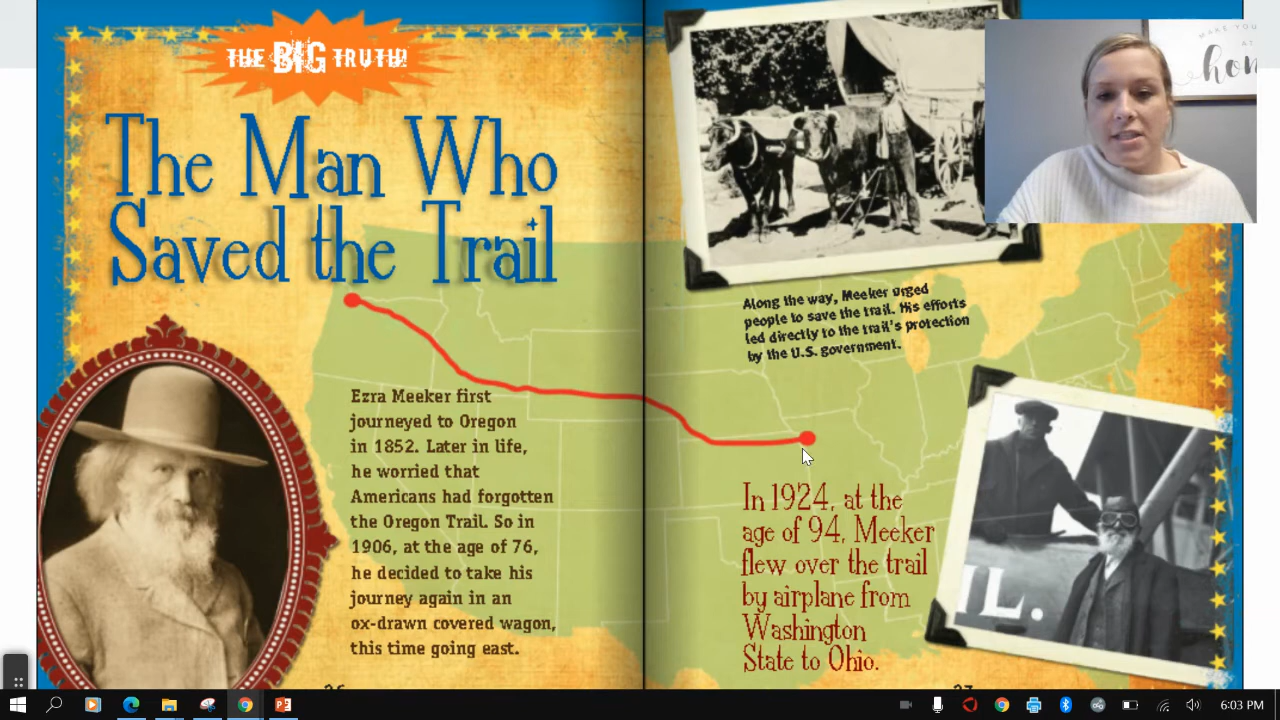 THE BIG TRUTH!
The Man Who
Saved the Trail
Ezra Meeker first
journeyed to Oregon
in 1852. Later in life,
he worried that
Americans had forgotten
the Oregon Trail. So in
1906, at the age of 76,
he decided to take his
journey again in an
ox-drawn covered wagon,
this time going east.
MAKE YOU
AT
hom
Along the way, Meeker urged
people to save the trail. His efforts
led directly to the trail's protection
by the U.S. government.
In 1924, at the
age of 94, Meeker
flew over the trail
by airplane from
Washington
State to Ohio.
IL.
6:03 PM